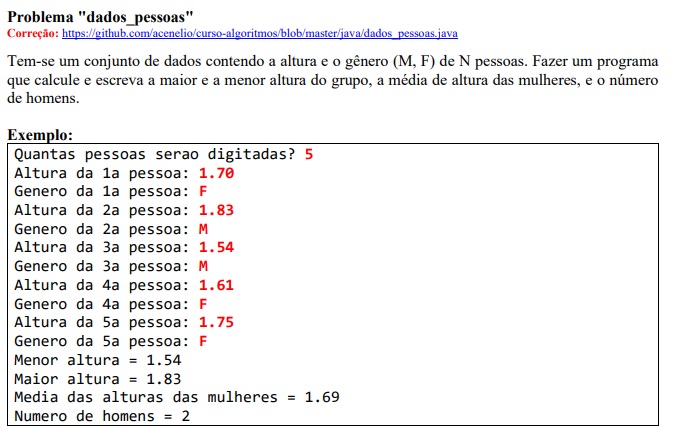 Problema "dados_pessoas"
Correção: https://github.com/acenelio/curso-algoritmos/blob/master/java/dados_pessoas.java
Tem-se um conjunto de dados contendo a altura e o gênero (M, F) de N pessoas. Fazer um programa
que calcule e escreva a maior e a menor altura do grupo, a média de altura das mulheres, e o número
de homens.
Exemplo:
Quantas pessoas serao digitadas? 5
Altura da 1a pessoa: 1.70
Genero da 1a pessoa: F
Altura da 2a pessoa: 1.83
Genero da 2a pessoa: M
Altura da 3a pessoa: 1.54
Genero da 3a pessoa: M
Altura da 4a pessoa: 1.61
Genero da 4a pessoa: F
Altura da 5a pessoa: 1.75
Genero da 5a pessoa: F
Menor altura = 1.54
Maior altura = 1.83
Media das alturas das mulheres = 1.69
Numero de homens = 2